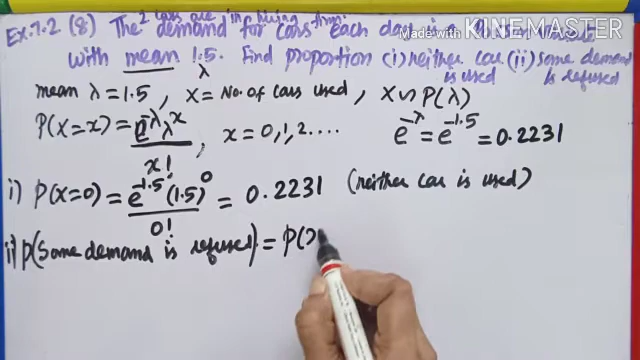 Ex.7.2 (8) The demand for cars Each day is a
2 cars are in hiring firm.
Made with KINEMASTER
with mean 1.5. Find proportion (i) neither car (ii) some demand
λ is used is refused
mean λ = 1.5 , X = No. of cars used , X ~ P(λ)
P(X=x) = e^-λ λ^x / x! , x = 0,1,2.... e^-λ = e^-1.5 = 0.2231
i) P(X=0) = e^-1.5 (1.5)^0 / 0! = 0.2231 (neither car is used)
ii) P(Some demand is refused) = P(X